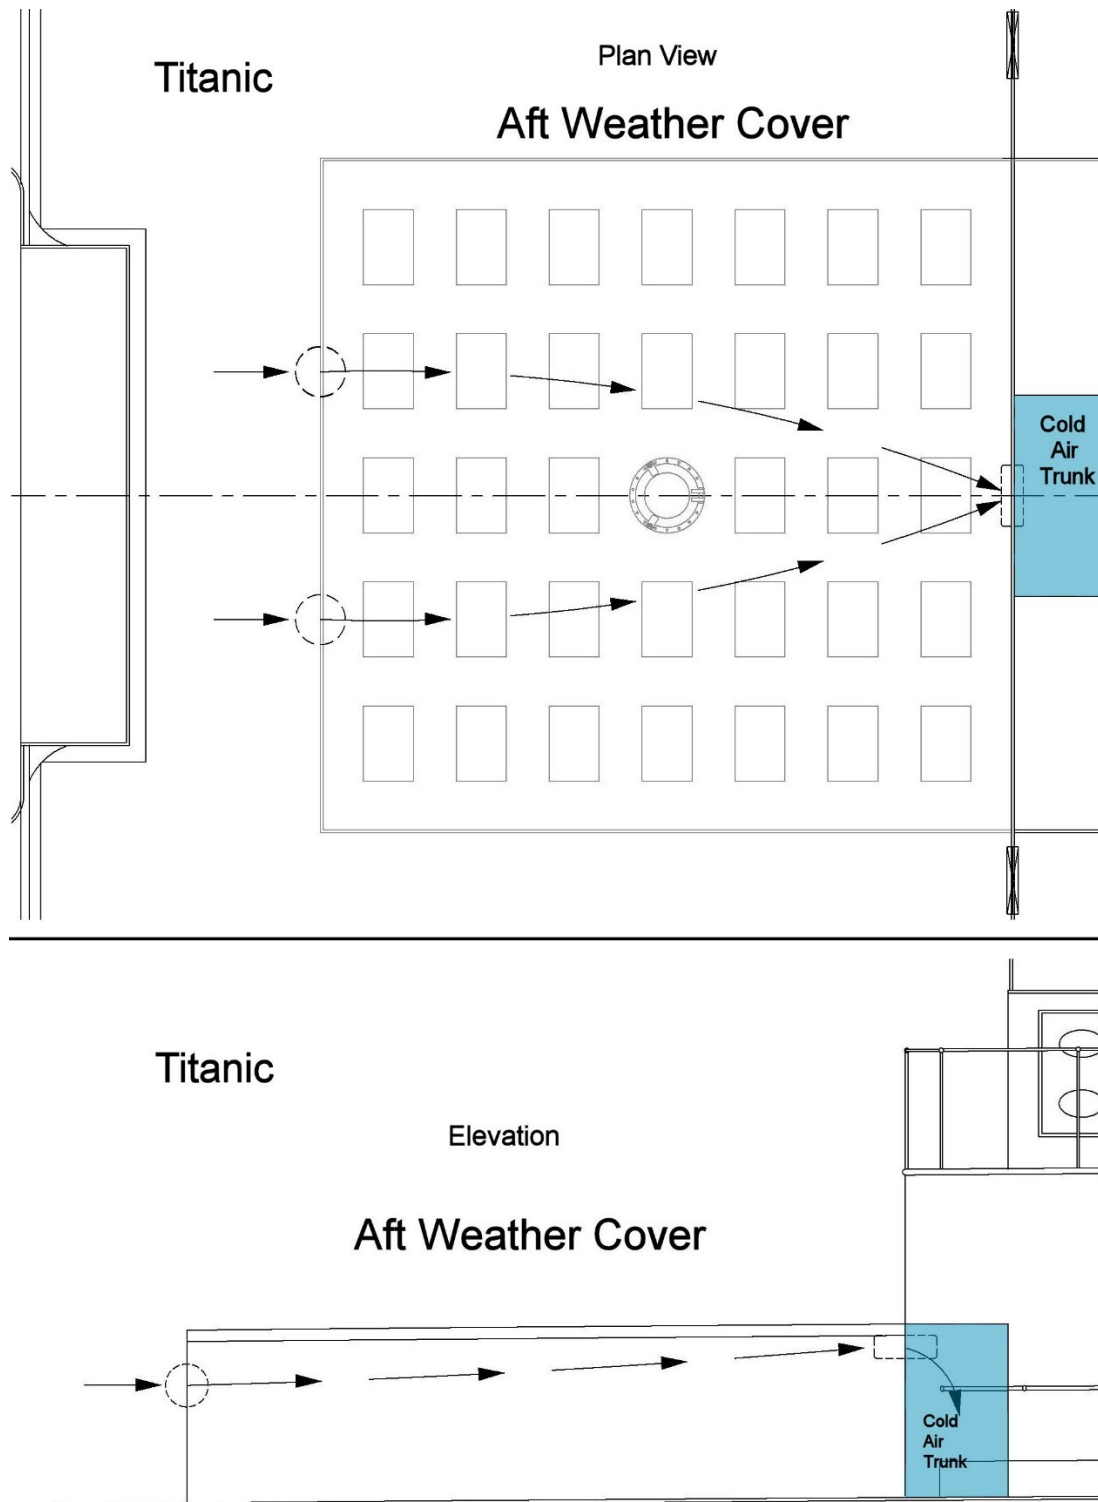 Plan View
Titanic
Aft Weather Cover
Cold
Air
Trunk
Titanic
Elevation
Aft Weather Cover
Cold
Air
Trunk